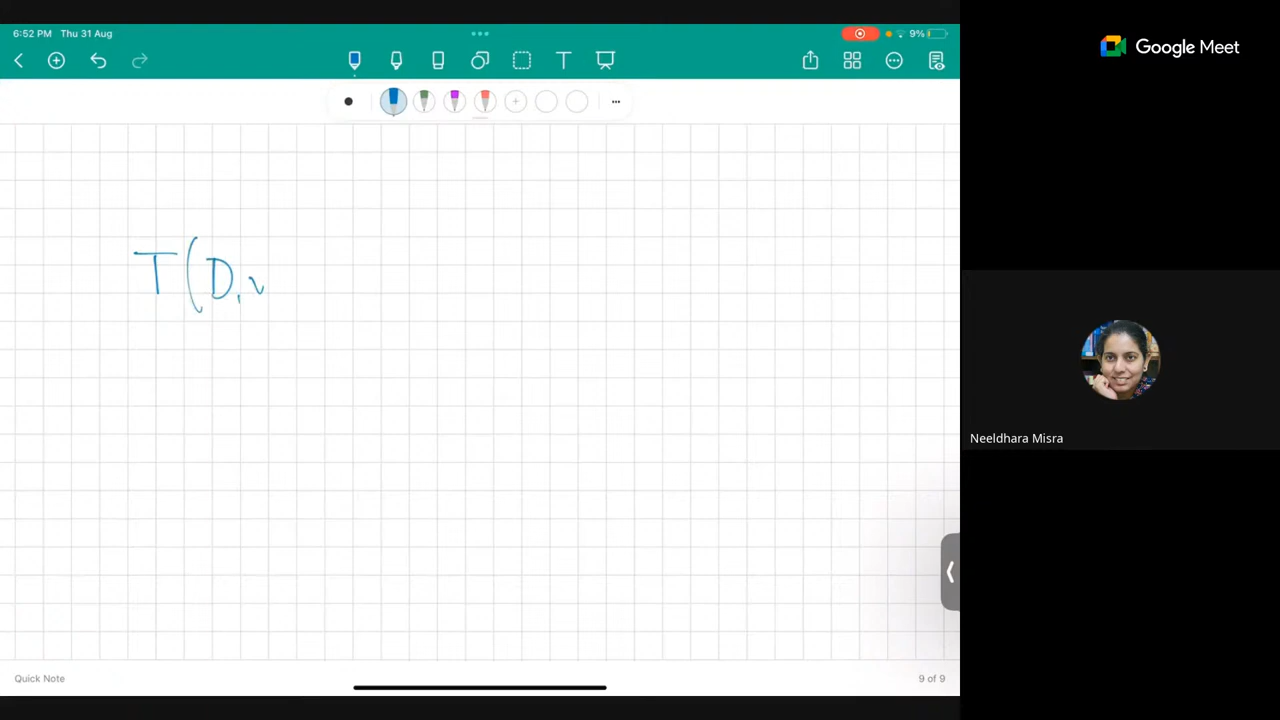 6:52 PM Thu 31 Aug
9%
Google Meet
T(D, v
Neeldhara Misra
Quick Note
9 of 9